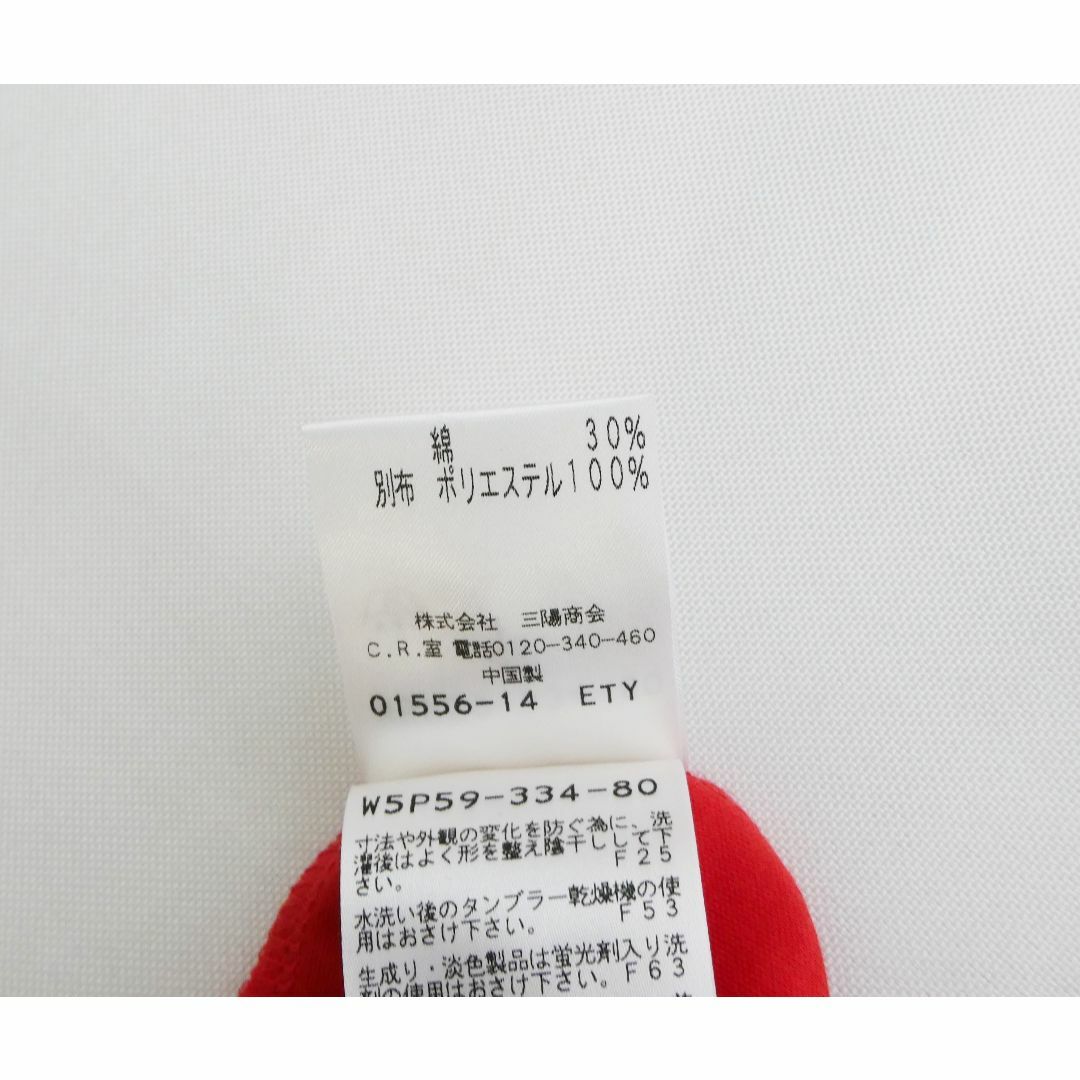 綿 30%
別布 ポリエステル100%
株式会社 三陽商会
C.R.室 電話0120-340-460
中国製
01556-14 ETY
W5P59-334-80
寸法や外観の変化を防ぐ為に、洗
濯後はよく形を整え陰干しして下
さい。 F25
水洗い後のタンブラー乾燥機の使
用はおさけ下さい。 F53
生成り・淡色製品は蛍光剤入り洗
剤の使用はおさけ下さい。 F63